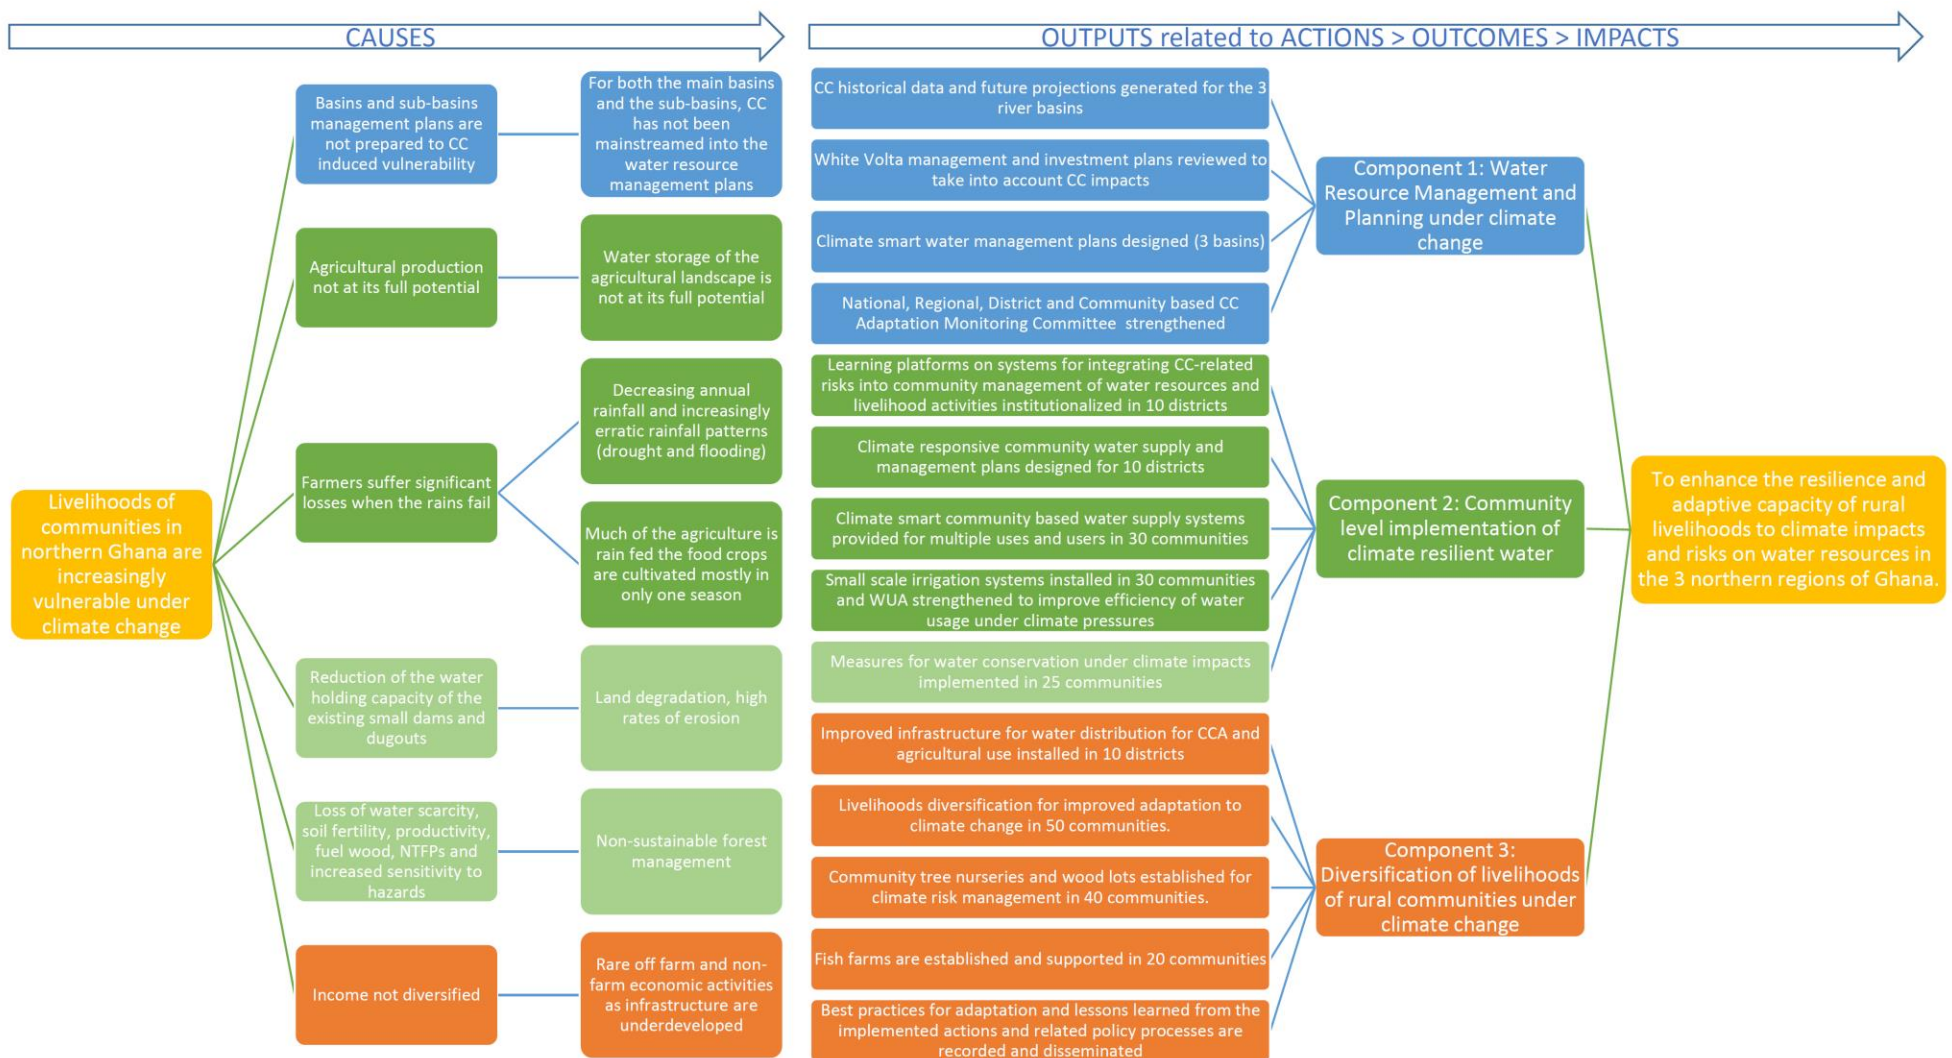 CAUSES
OUTPUTS related to ACTIONS > OUTCOMES > IMPACTS
Livelihoods of
communities in
northern Ghana are
increasingly
vulnerable under
climate change
Basins and sub-basins
management plans are
not prepared to CC
induced vulnerability
For both the main basins
and the sub-basins, CC
has not been
mainstreamed into the
water resource
management plans
Agricultural production
not at its full potential
Water storage of the
agricultural landscape is
not at its full potential
Farmers suffer significant
losses when the rains fail
Decreasing annual
rainfall and increasingly
erratic rainfall patterns
(drought and flooding)
Much of the agriculture is
rain fed the food crops
are cultivated mostly in
only one season
Reduction of the water
holding capacity of the
existing small dams and
dugouts
Land degradation, high
rates of erosion
Loss of water scarcity,
soil fertility, productivity,
fuel wood, NTFPs and
increased sensitivity to
hazards
Non-sustainable forest
management
Income not diversified
Rare off farm and non-
farm economic activities
as infrastructure are
underdeveloped
CC historical data and future projections generated for the 3
river basins
White Volta management and investment plans reviewed to
take into account CC impacts
Climate smart water management plans designed (3 basins)
National, Regional, District and Community based CC
Adaptation Monitoring Committee strengthened
Component 1: Water
Resource Management and
Planning under climate
change
Learning platforms on systems for integrating CC-related
risks into community management of water resources and
livelihood activities institutionalized in 10 districts
Climate responsive community water supply and
management plans designed for 10 districts
Climate smart community based water supply systems
provided for multiple uses and users in 30 communities
Small scale irrigation systems installed in 30 communities
and WUA strengthened to improve efficiency of water
usage under climate pressures
Measures for water conservation under climate impacts
implemented in 25 communities
Component 2: Community
level implementation of
climate resilient water
Improved infrastructure for water distribution for CCA and
agricultural use installed in 10 districts
Livelihoods diversification for improved adaptation to
climate change in 50 communities.
Community tree nurseries and wood lots established for
climate risk management in 40 communities.
Fish farms are established and supported in 20 communities
Best practices for adaptation and lessons learned from the
implemented actions and related policy processes are
recorded and disseminated
Component 3:
Diversification of livelihoods
of rural communities under
climate change
To enhance the resilience and
adaptive capacity of rural
livelihoods to climate impacts
and risks on water resources in
the 3 northern regions of Ghana.